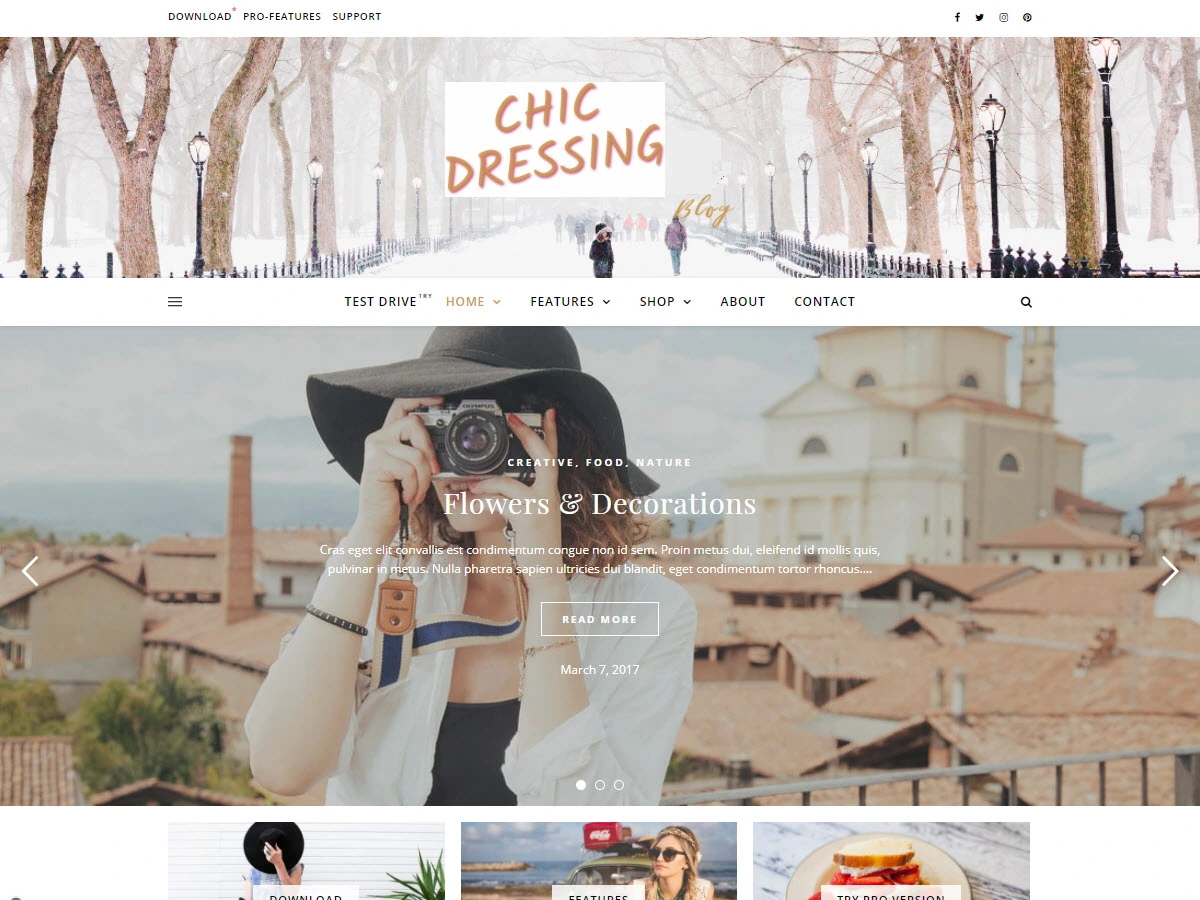 DOWNLOAD* PRO-FEATURES SUPPORT
CHIC
DRESSING
Blog
TEST DRIVE TRY HOME FEATURES SHOP ABOUT CONTACT
OLYMPUS
CREATIVE, FOOD, NATURE
Flowers & Decorations
Cras eget elit convallis est condimentum congue non id sem. Proin metus dui, eleifend id mollis quis,
pulvinar in metus. Nulla pharetra sapien ultricies dui blandit, eget condimentum tortor rhoncus....
READ MORE
March 7, 2017
DOWNLOAD FEATURES TRY PRO VERSION